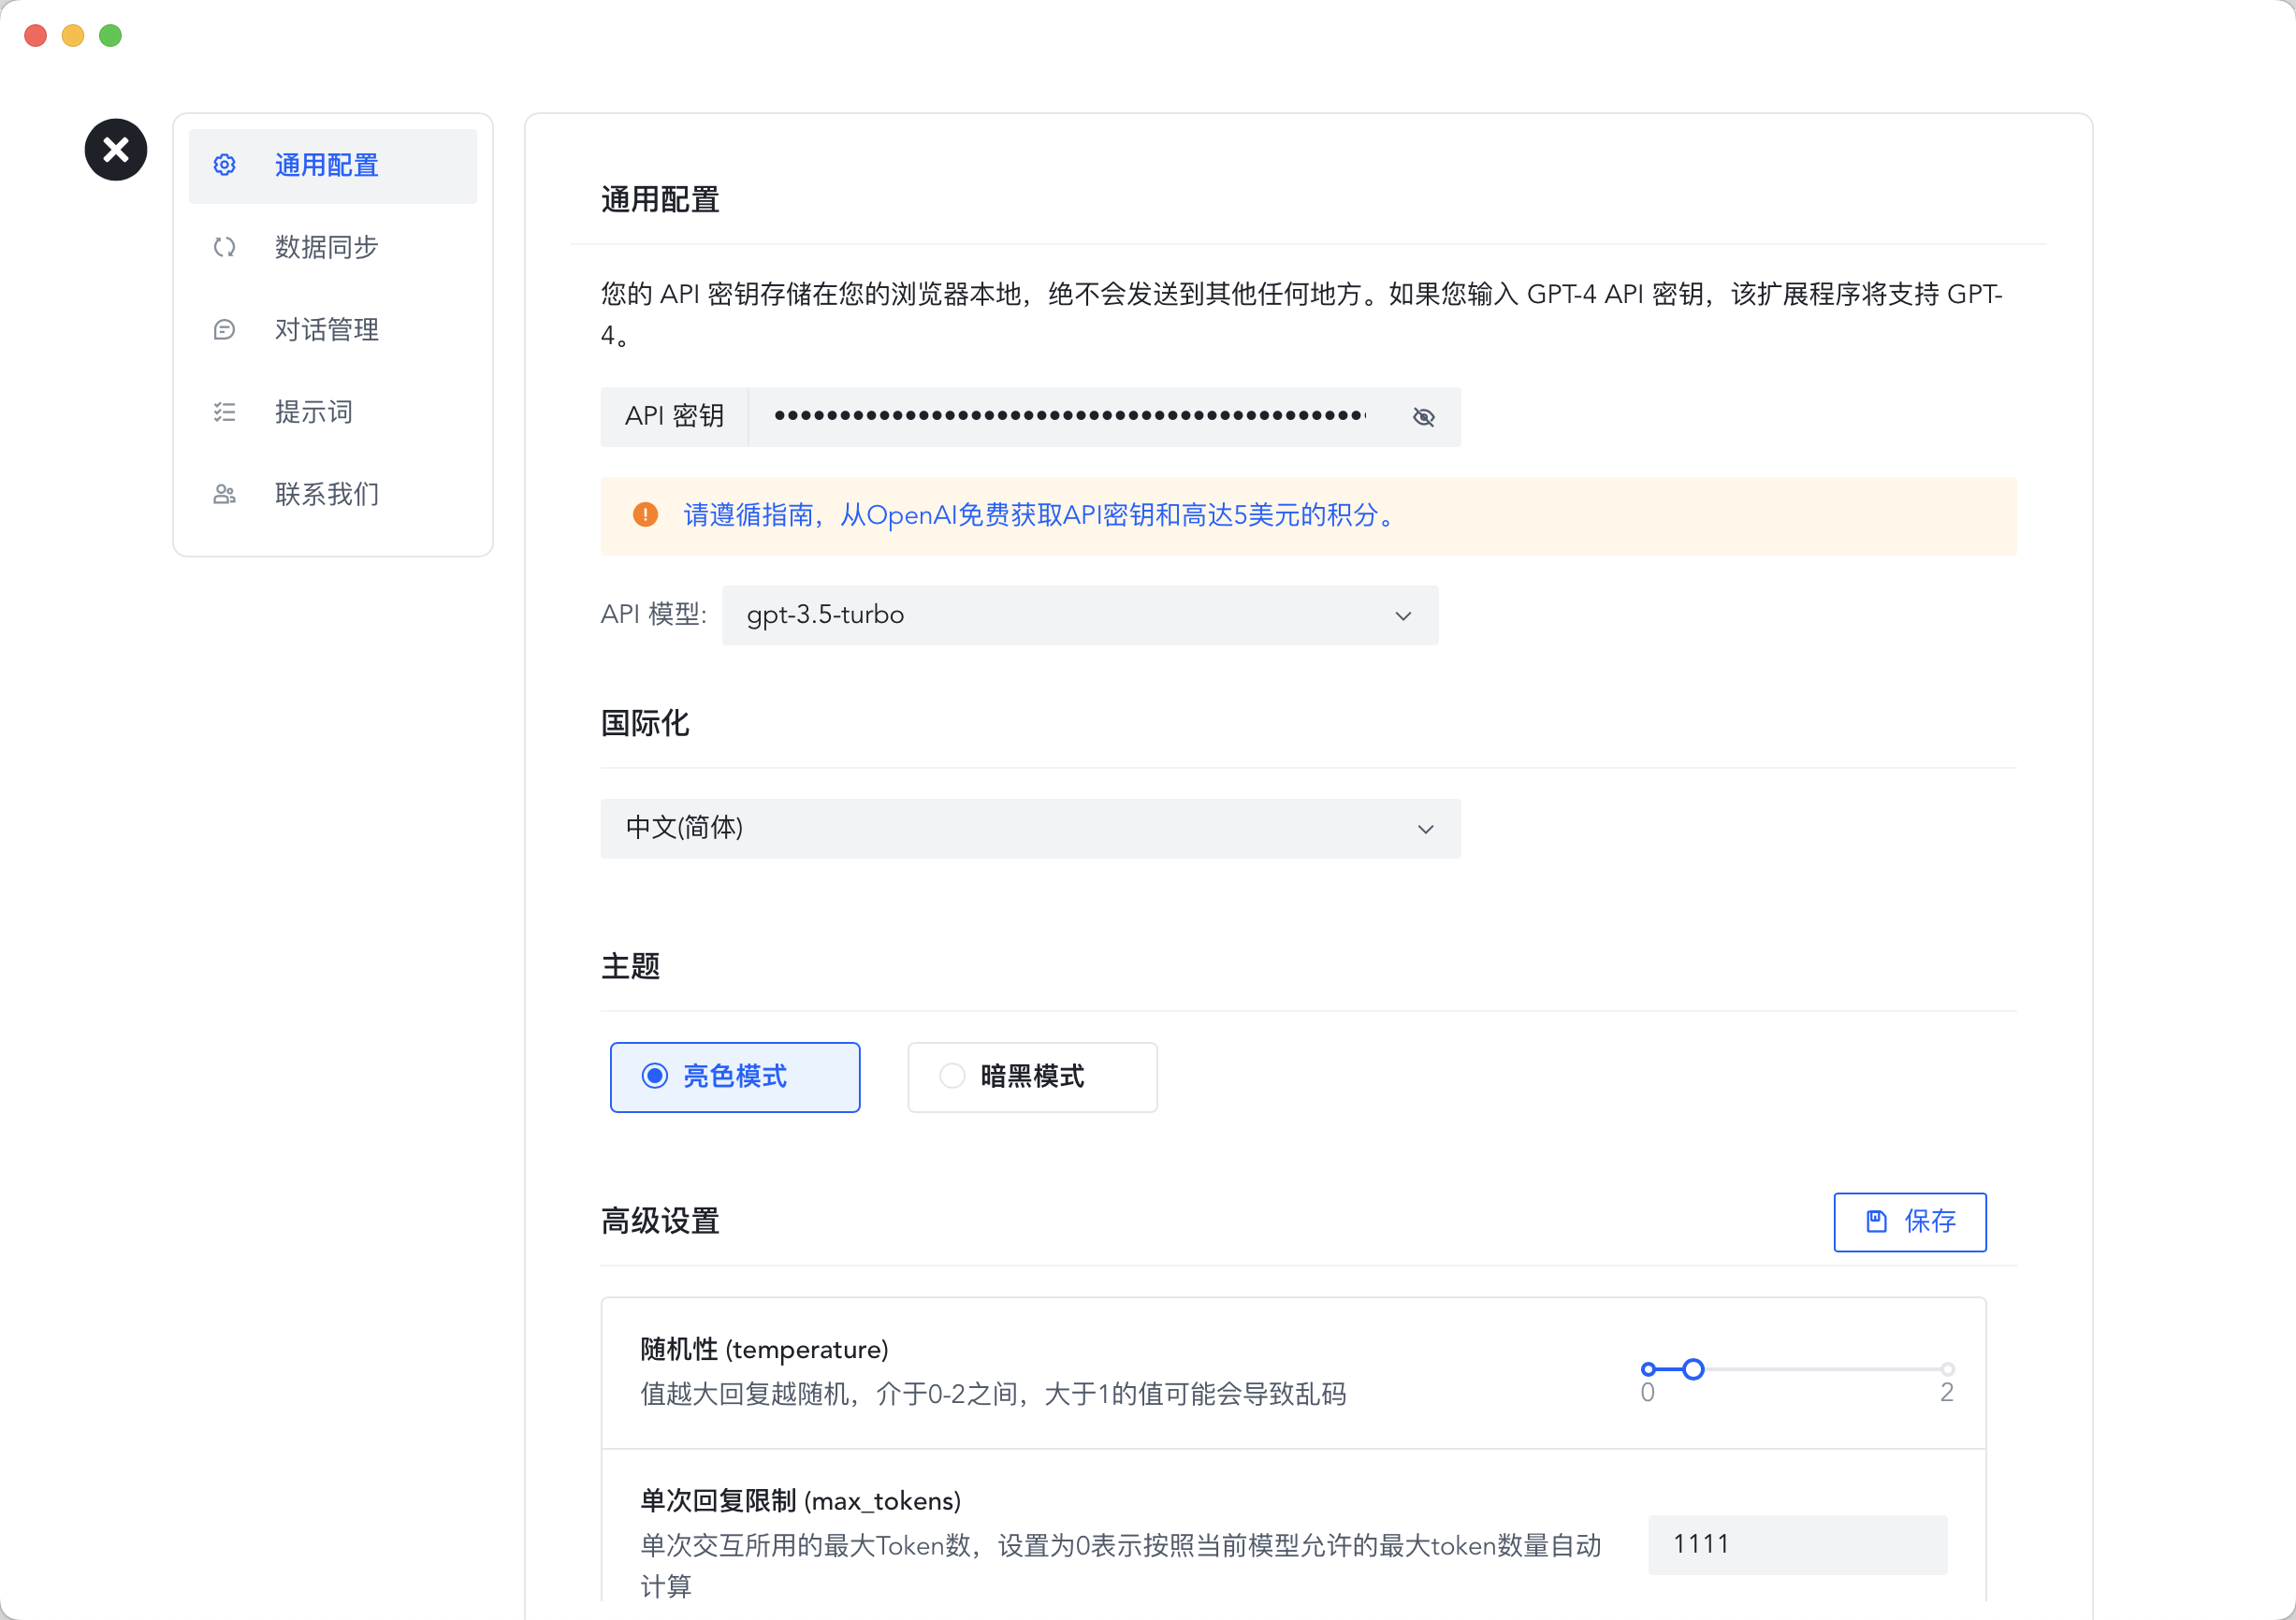 通用配置
数据同步
对话管理
提示词
联系我们
通用配置
您的 API 密钥存储在您的浏览器本地，绝不会发送到其他任何地方。如果您输入 GPT-4 API 密钥，该扩展程序将支持 GPT-
4。
API 密钥
请遵循指南，从OpenAI免费获取API密钥和高达5美元的积分。
API 模型: gpt-3.5-turbo
国际化
中文(简体)
主题
亮色模式 暗黑模式
高级设置 保存
随机性 (temperature)
值越大回复越随机，介于0-2之间，大于1的值可能会导致乱码
0 2
单次回复限制 (max_tokens)
单次交互所用的最大Token数，设置为0表示按照当前模型允许的最大token数量自动
计算
1111